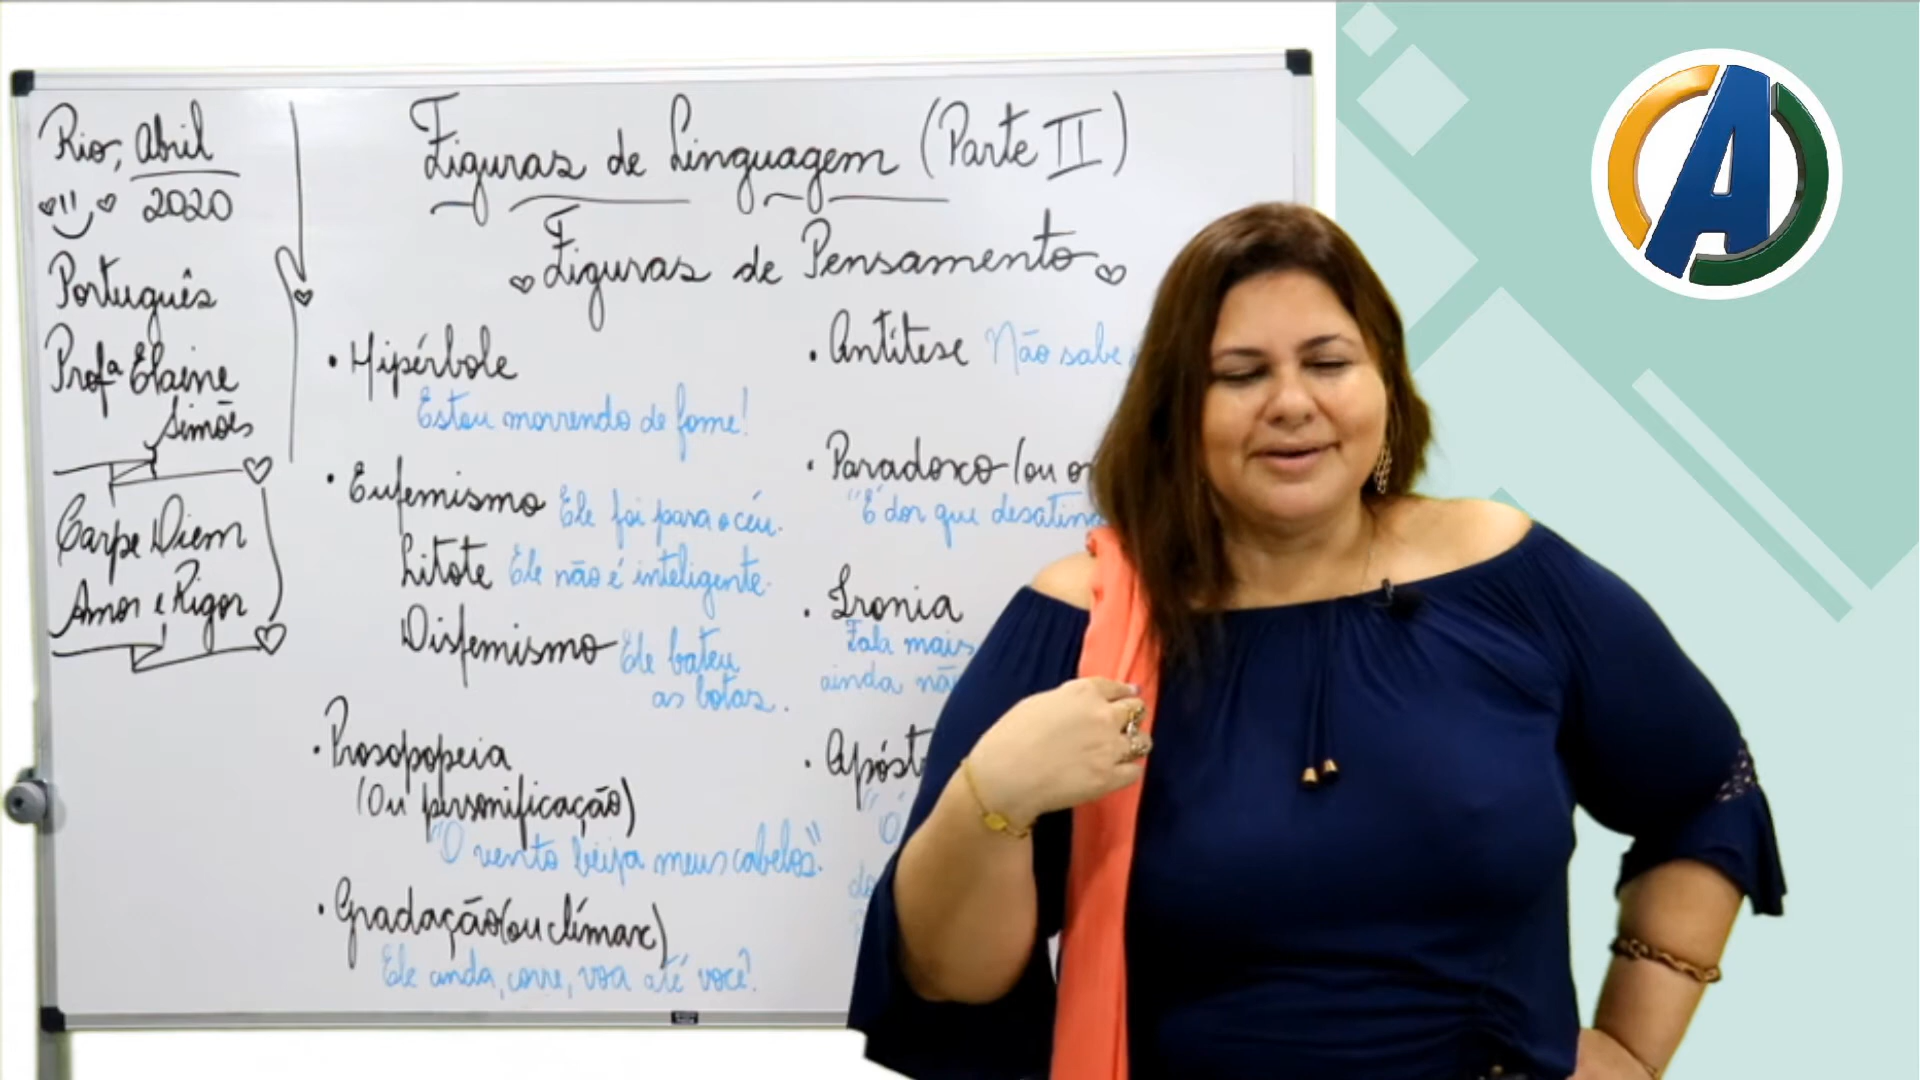 Rio, Abril
2020
Português
Profª Elaine
Simões
Carpe Diem
Amor e Rigor
Figuras de Linguagem (Parte II)
Figuras de Pensamento
• Hipérbole
Estou morrendo de fome!
• Eufemismo Ele foi para o céu.
Litote Ele não é inteligente.
Disfemismo Ele bateu
as botas.
• Prosopopeia
(Ou personificação)
"O vento beija meus cabelos".
• Gradação (ou clímax)
Ele anda, corre, voa até você.
• Antítese Não sabe
• Paradoxo (ou
"É dor que desatina
• Ironia
Fala mais
ainda
A